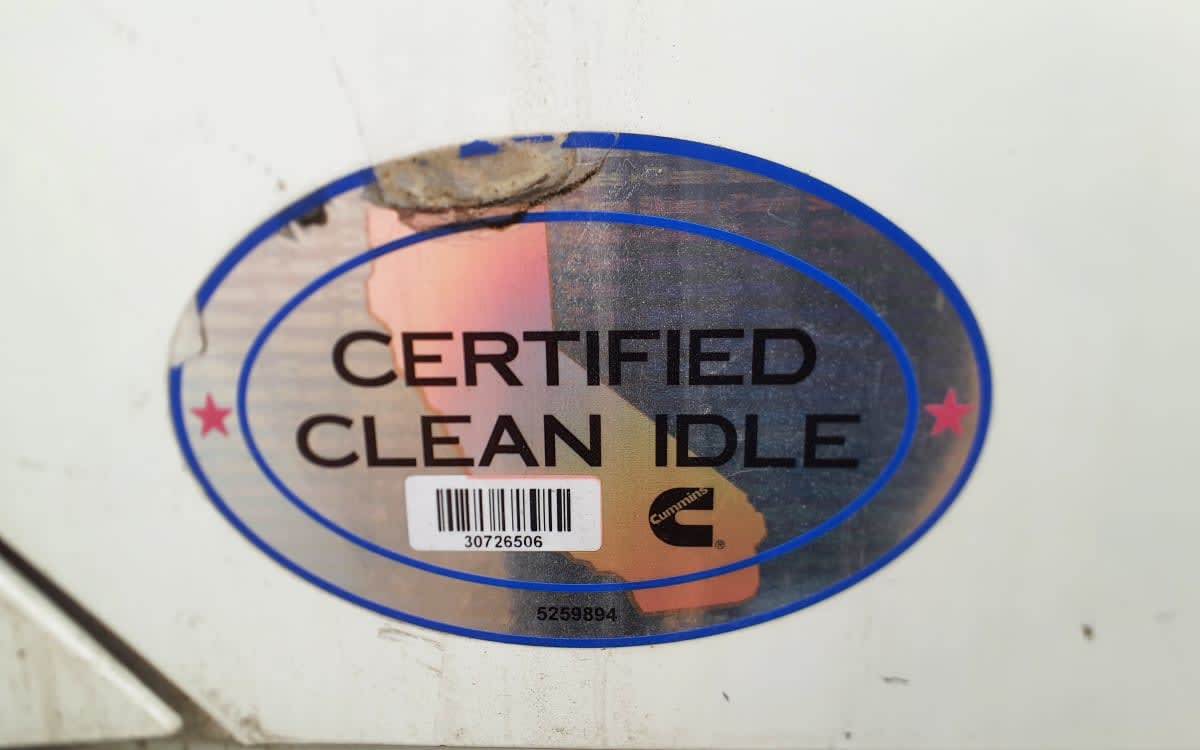 CERTIFIED
CLEAN IDLE
30726506
Cummins
®
5259894